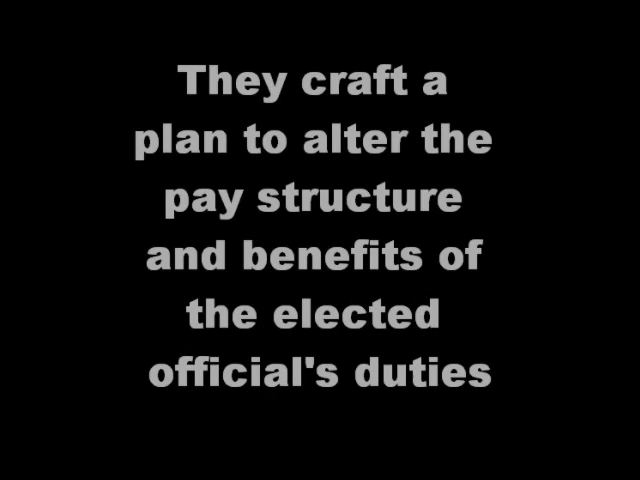 They craft a
plan to alter the
pay structure
and benefits of
the elected
official's duties